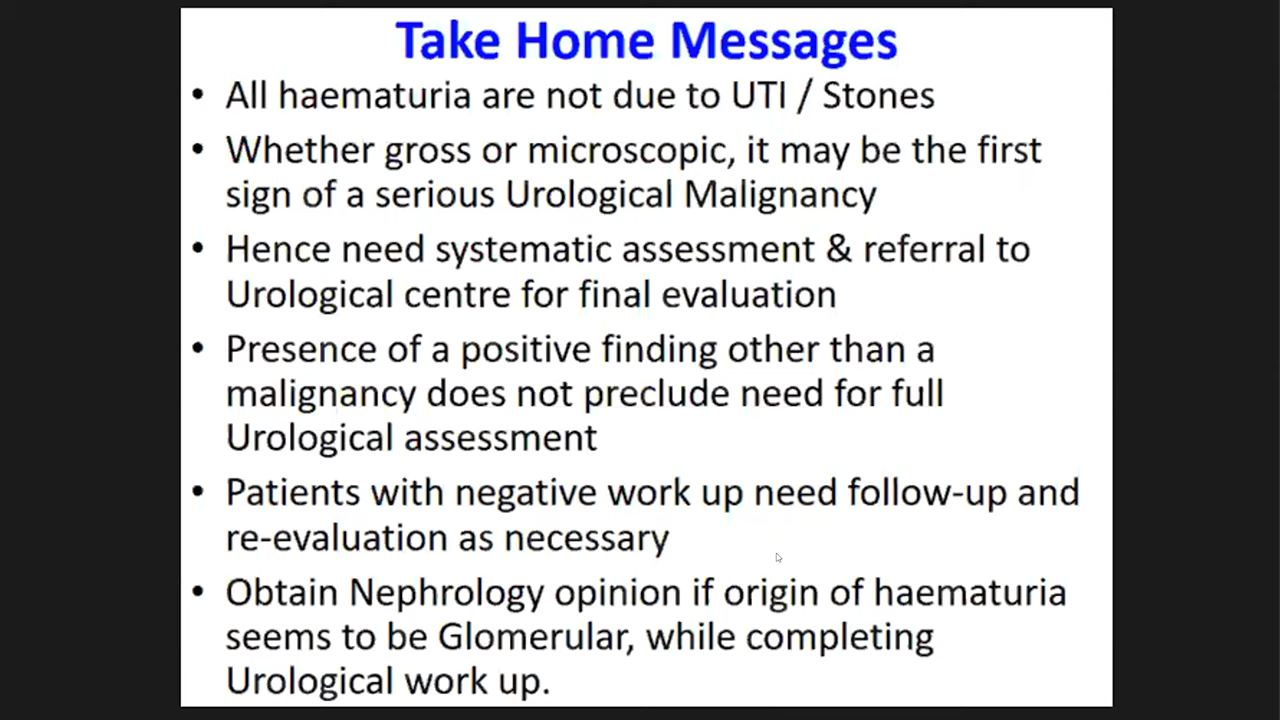 Take Home Messages
• All haematuria are not due to UTI / Stones
• Whether gross or microscopic, it may be the first
sign of a serious Urological Malignancy
• Hence need systematic assessment & referral to
Urological centre for final evaluation
• Presence of a positive finding other than a
malignancy does not preclude need for full
Urological assessment
• Patients with negative work up need follow-up and
re-evaluation as necessary
• Obtain Nephrology opinion if origin of haematuria
seems to be Glomerular, while completing
Urological work up.